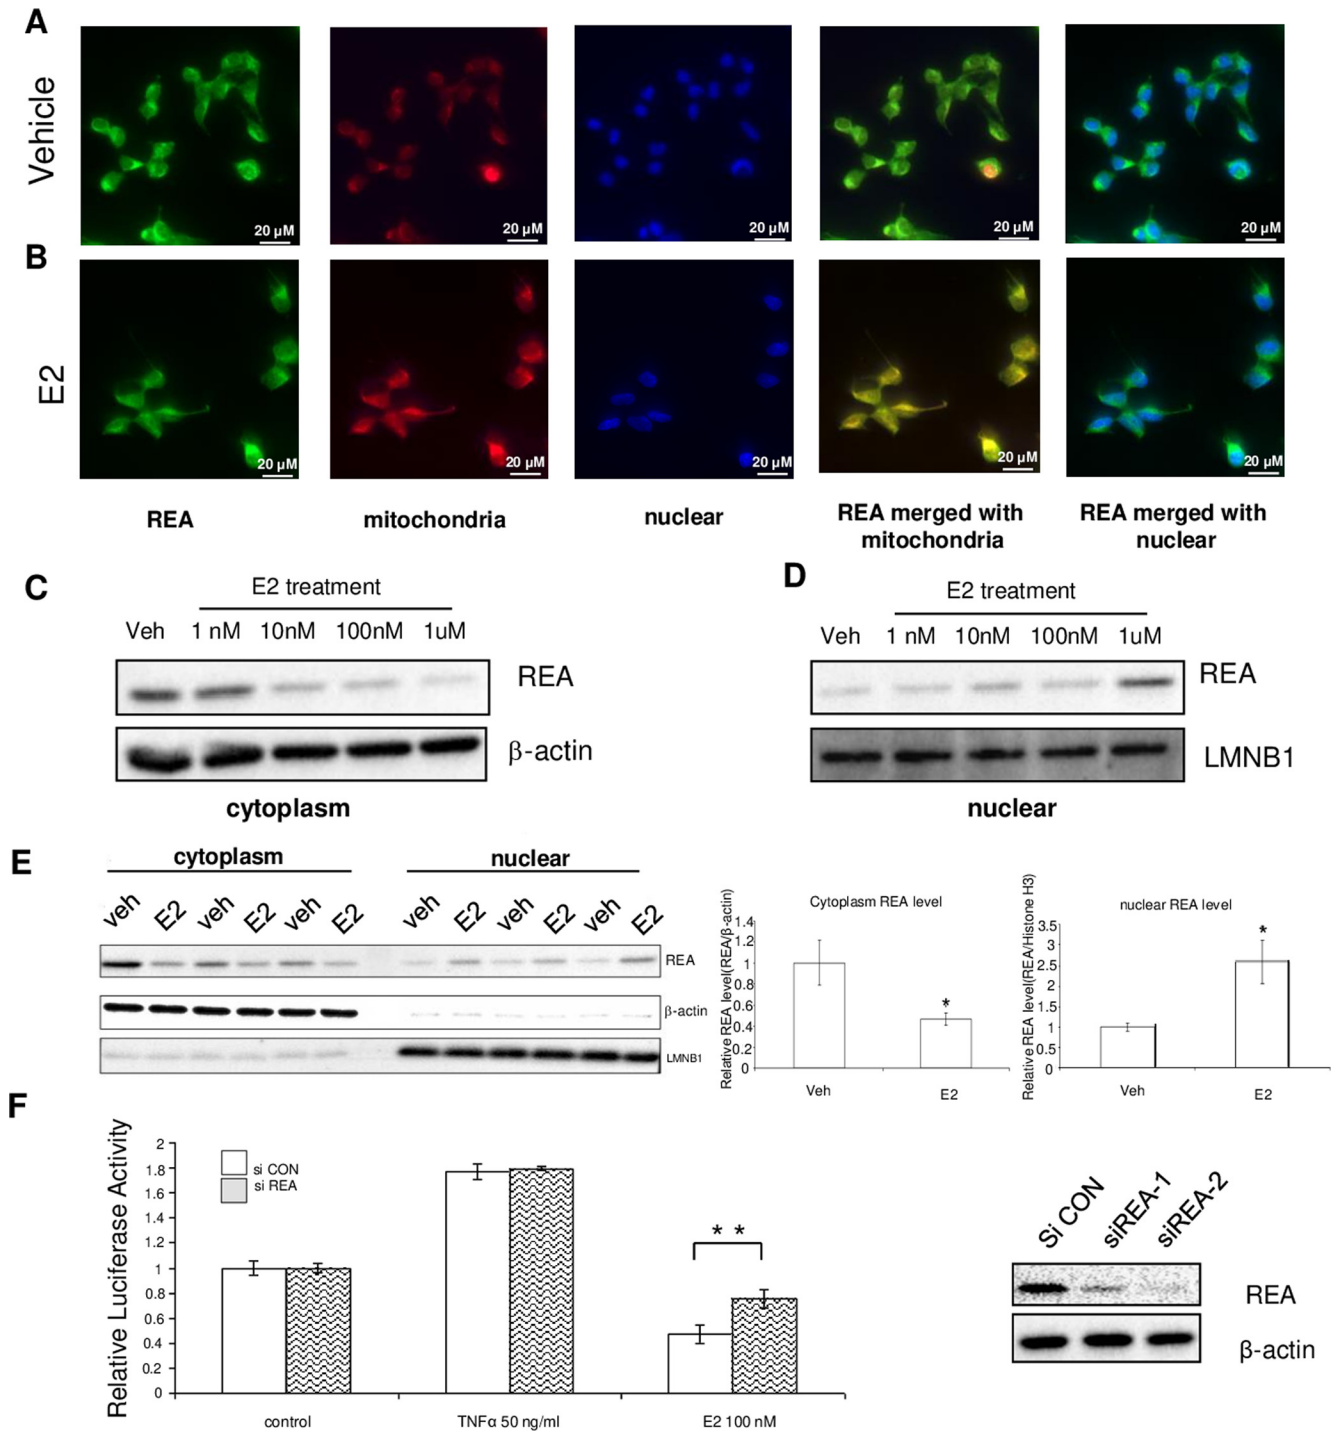 A
Vehicle
20 µM
20 µM
20 µM
20 µM
20 µM
B
E2
20 µM
20 µM
20 µM
20 µM
20 µM
REA
mitochondria
nuclear
REA merged with
mitochondria
REA merged with
nuclear
C
E2 treatment
Veh 1 nM 10nM 100nM 1uM
REA
β-actin
cytoplasm
D
E2 treatment
Veh 1 nM 10nM 100nM 1uM
REA
LMNB1
nuclear
E
cytoplasm
nuclear
veh E2 veh E2 veh E2
veh E2 veh E2 veh E2
REA
β-actin
LMNB1
Cytoplasm REA level
Relative REA level(REA/β-actin)
1.4
1.2
1
0.8
0.6
0.4
0.2
0
*
Veh E2
nuclear REA level
Relative REA level(REA/Histone H3)
3.5
3
2.5
2
1.5
1
0.5
0
*
Veh E2
F
Relative Luciferase Activity
2
1.8
1.6
1.4
1.2
1
0.8
0.6
0.4
0.2
0
si CON
si REA
* *
control TNFα 50 ng/ml E2 100 nM
Si CON siREA-1 siREA-2
REA
β-actin